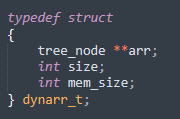 typedef struct
{
    tree_node **arr;
    int size;
    int mem_size;
} dynarr_t;